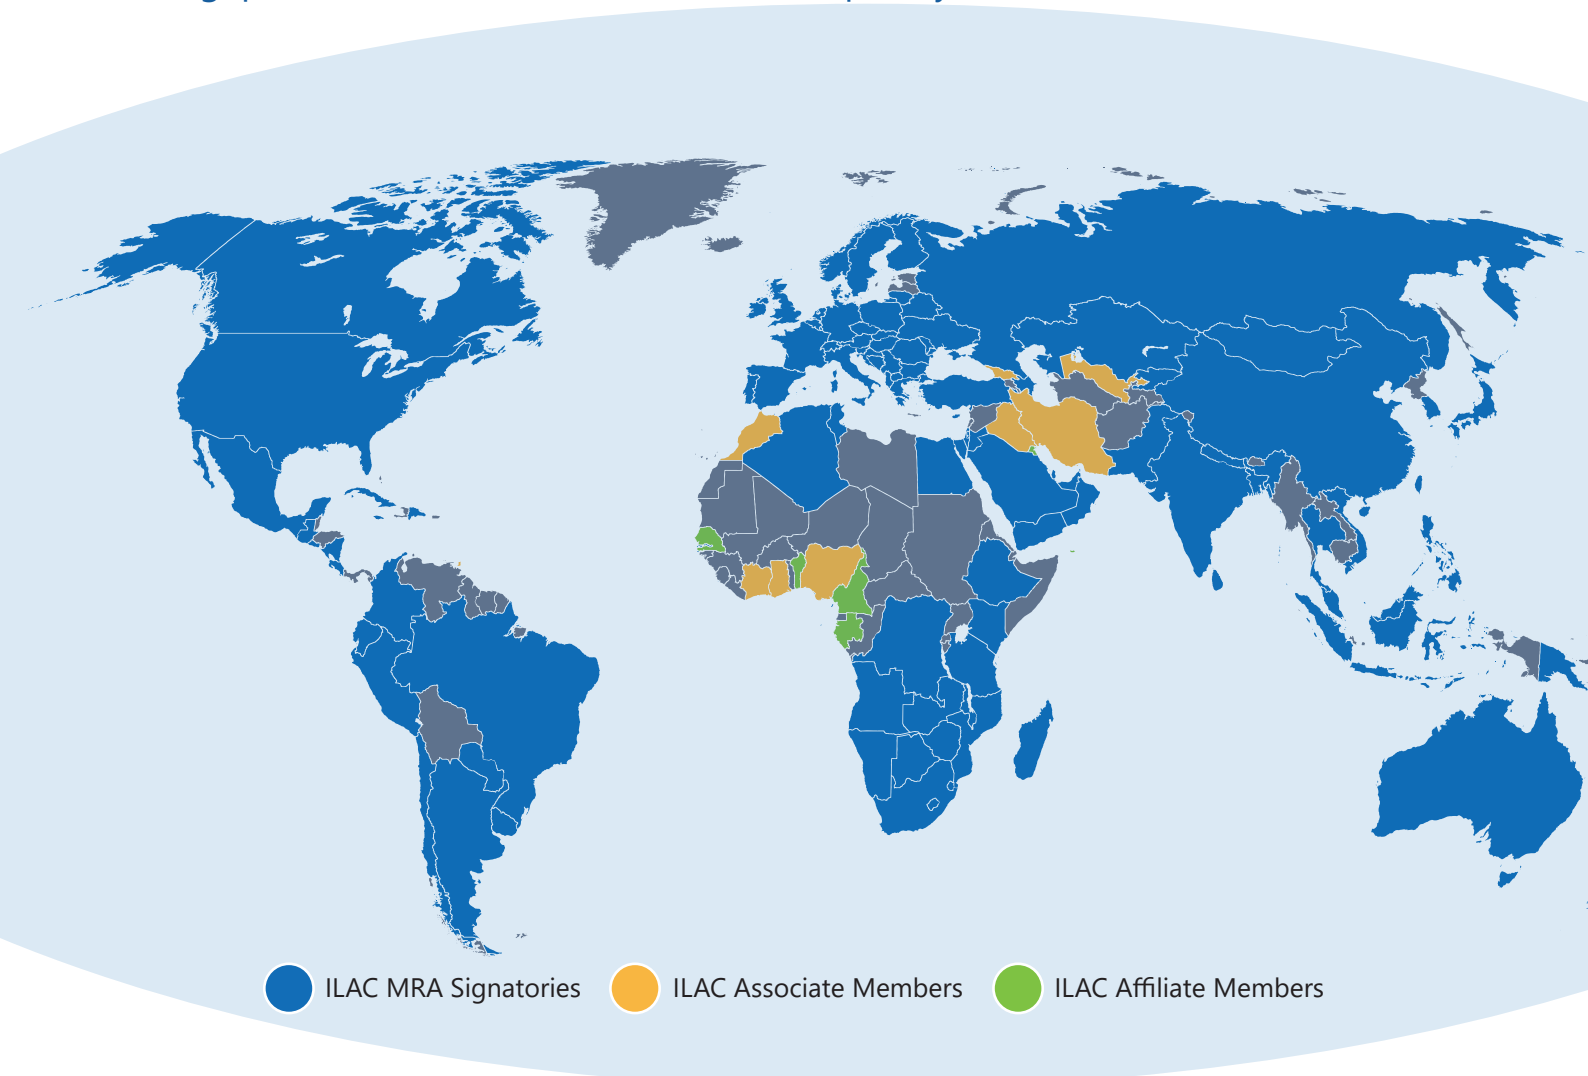 ILAC MRA Signatories
ILAC Associate Members
ILAC Affiliate Members